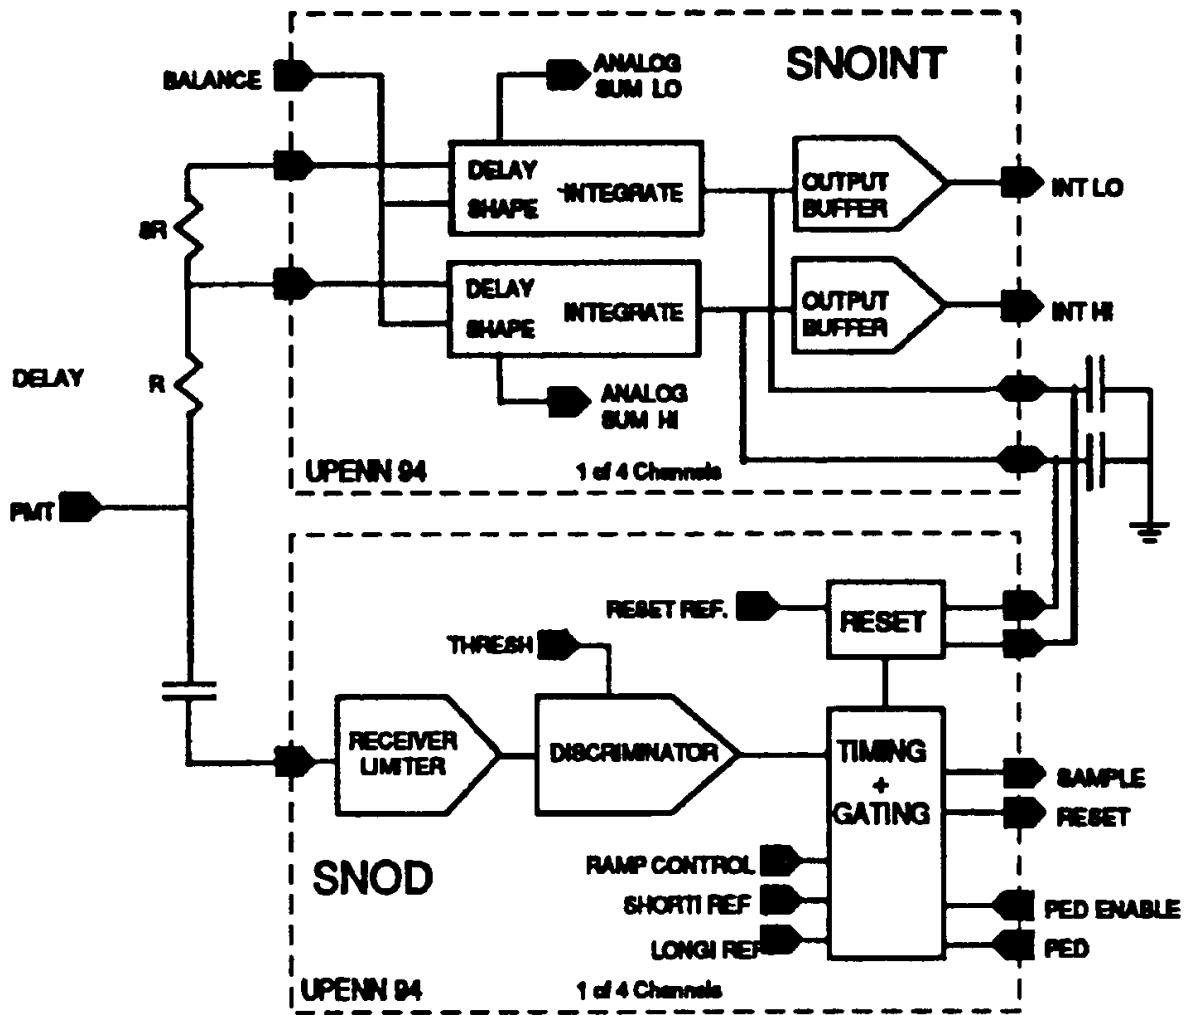 SNOINT
BALANCE
ANALOG
SUM LO
DELAY
SHAPE
INTEGRATE
OUTPUT
BUFFER
INT LO
8R
DELAY
SHAPE
INTEGRATE
OUTPUT
BUFFER
INT HI
DELAY
R
ANALOG
SUM HI
UPENN 94
1 of 4 Channels
PMT
RESET REF.
RESET
THRESH
RECEIVER
LIMITER
DISCRIMINATOR
TIMING
+
GATING
SAMPLE
RESET
RAMP CONTROL
SNOD
SHORTI REF
PED ENABLE
LONGI REF
PED
UPENN 94
1 of 4 Channels